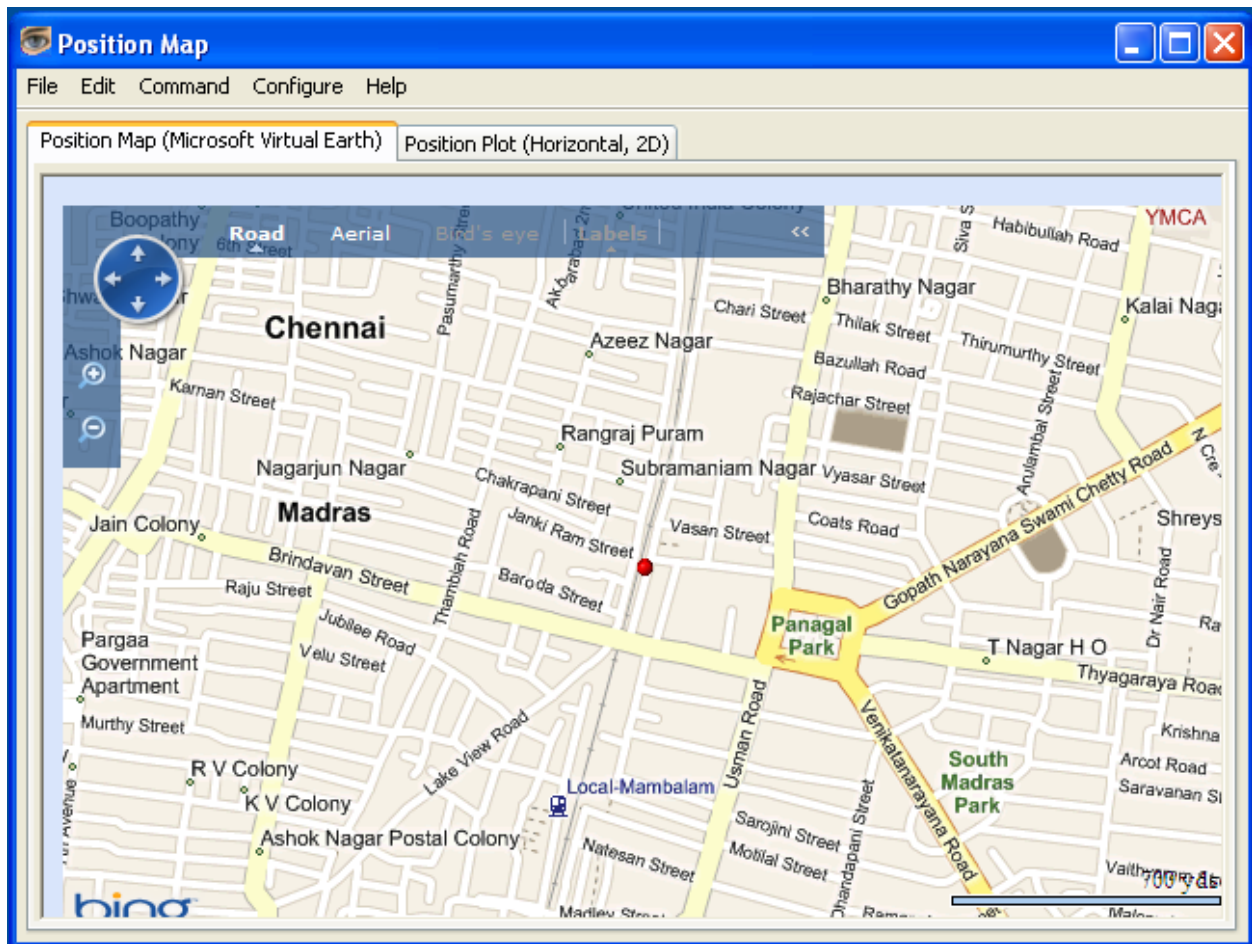 Position Map
File Edit Command Configure Help
Position Map (Microsoft Virtual Earth) Position Plot (Horizontal, 2D)
Boopathy
Road Aerial Bird's eye Labels <<
6th Street
Habibullah Road
YMCA
Pasumarthy
Bharathy Nagar
Kalai Naga
Chari Street
Thilak Street
Thirumurthy Street
Chennai
Azeez Nagar
Ashok Nagar
Bazullah Road
Karnan Street
Rajachar Street
Arulambal Street
Rangraj Puram
Nagarjun Nagar
Subramaniam Nagar
Vyasar Street
Chakrapani Street
Madras
Janki Ram Street
Vasan Street
Coats Road
Gopath Narayana Swami Chetty Road
Shreys
Jain Colony
Brindavan Street
Thambiah Road
Baroda Street
Raju Street
Jubilee Road
Velu Street
Panagal
Park
T Nagar H O
Dr Nair Road
Ra
Thyagaraya Road
Pargaa
Government
Apartment
Murthy Street
Lake View Road
Usman Road
Venikatanarayana Road
Krishna
South
Madras
Park
Arcot Road
Saravanan
R V Colony
K V Colony
Local-Mambalam
Ashok Nagar Postal Colony
Sarojini Street
Motilal Street
Natesan Street
Dhandapani Street
700 yds
bing
Madley Street